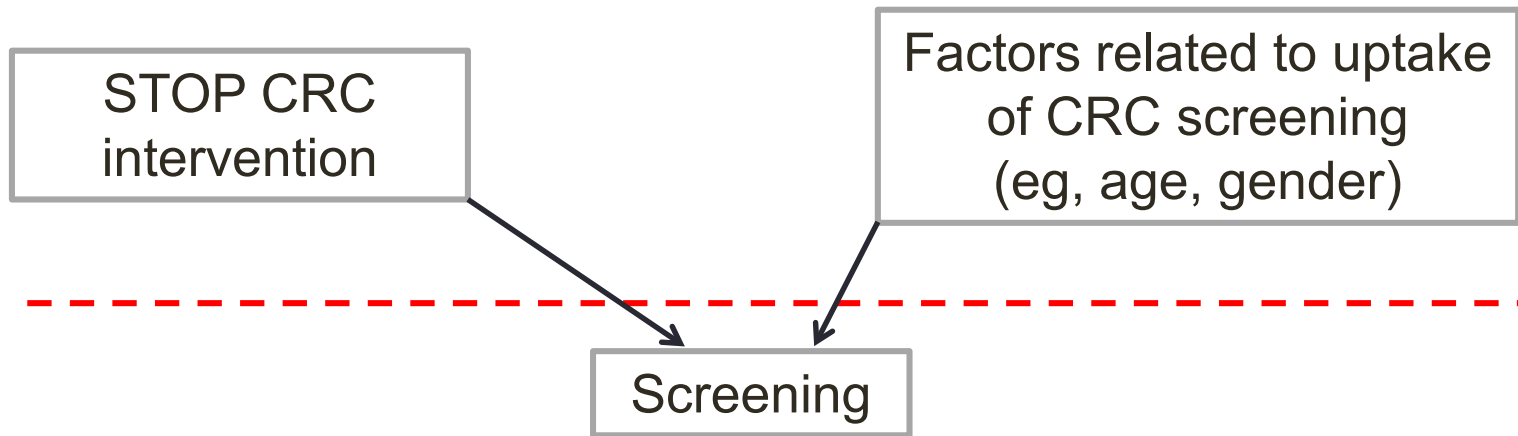 STOP CRC
intervention
Factors related to uptake
of CRC screening
(eg, age, gender)
Screening